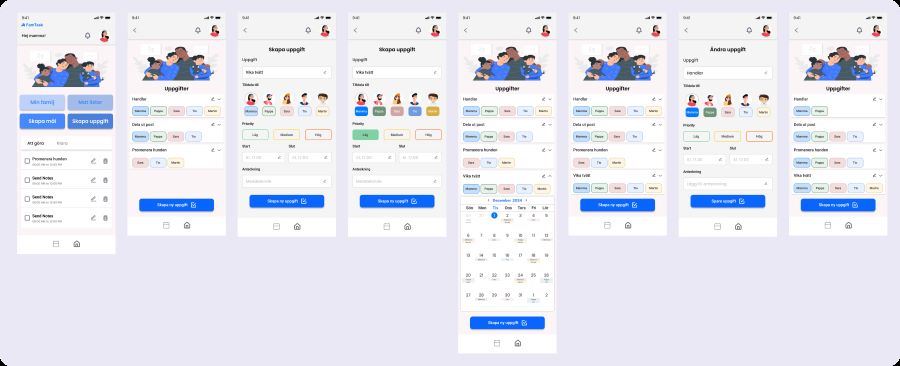 9:41
FamTask
Hej mamma!
Min familj
Mat listor
Skapa möl
Skapa uppgift
Att göra
Klara
Promenera hunden
Send Notes
Send Notes
Send Notes
9:41
Uppgifter
Handlar
Mamma Pappa Sara Tio Martin
Dela ut post
Mamma Pappa Sara Tio
Promenera hunden
Sara Tio Martin
Skapa ny uppgift
9:41
Skapa uppgift
Uppgift
Vika tvätt
Tilldela till
Mamma Pappa Sara Tio Martin
Priority
Låg Medium Hög
Start Slut
Anteckning
Meddelande
Skapa ny uppgift
9:41
Skapa uppgift
Uppgift
Vika tvätt
Tilldela till
Mamma Pappa Sara Tio Martin
Priority
Låg Medium Hög
Start Slut
Anteckning
Meddelande
Skapa ny uppgift
9:41
Uppgifter
Handlar
Mamma Pappa Sara Tio Martin
Dela ut post
Mamma Pappa Sara Tio
Promenera hunden
Sara Tio Martin
Vika tvätt
Mamma Pappa Sara Tio Martin
December 2024
Sön Mån Tis Ons Tors Fri Lör
1 2 3 4 5
6 7 8 9 10 11 12
13 14 15 16 17 18 19
20 21 22 23 24 25 26
27 28 29 30 31 1 2
Skapa ny uppgift
9:41
Uppgifter
Handlar
Mamma Pappa Sara Tio Martin
Dela ut post
Mamma Pappa Sara Tio
Promenera hunden
Sara Tio Martin
Vika tvätt
Mamma Pappa Sara Tio Martin
Skapa ny uppgift
9:41
Ändra uppgift
Uppgift
Handlar
Tilldela till
Mamma Pappa Sara Tio Martin
Priority
Låg Medium Hög
Start Slut
Anteckning
Lägg till anteckning
Spara uppgift
9:41
Uppgifter
Handlar
Mamma Pappa
Dela ut post
Mamma Pappa Sara Tio
Promenera hunden
Sara Tio Martin
Vika tvätt
Mamma Pappa Sara Tio Martin
Skapa ny uppgift